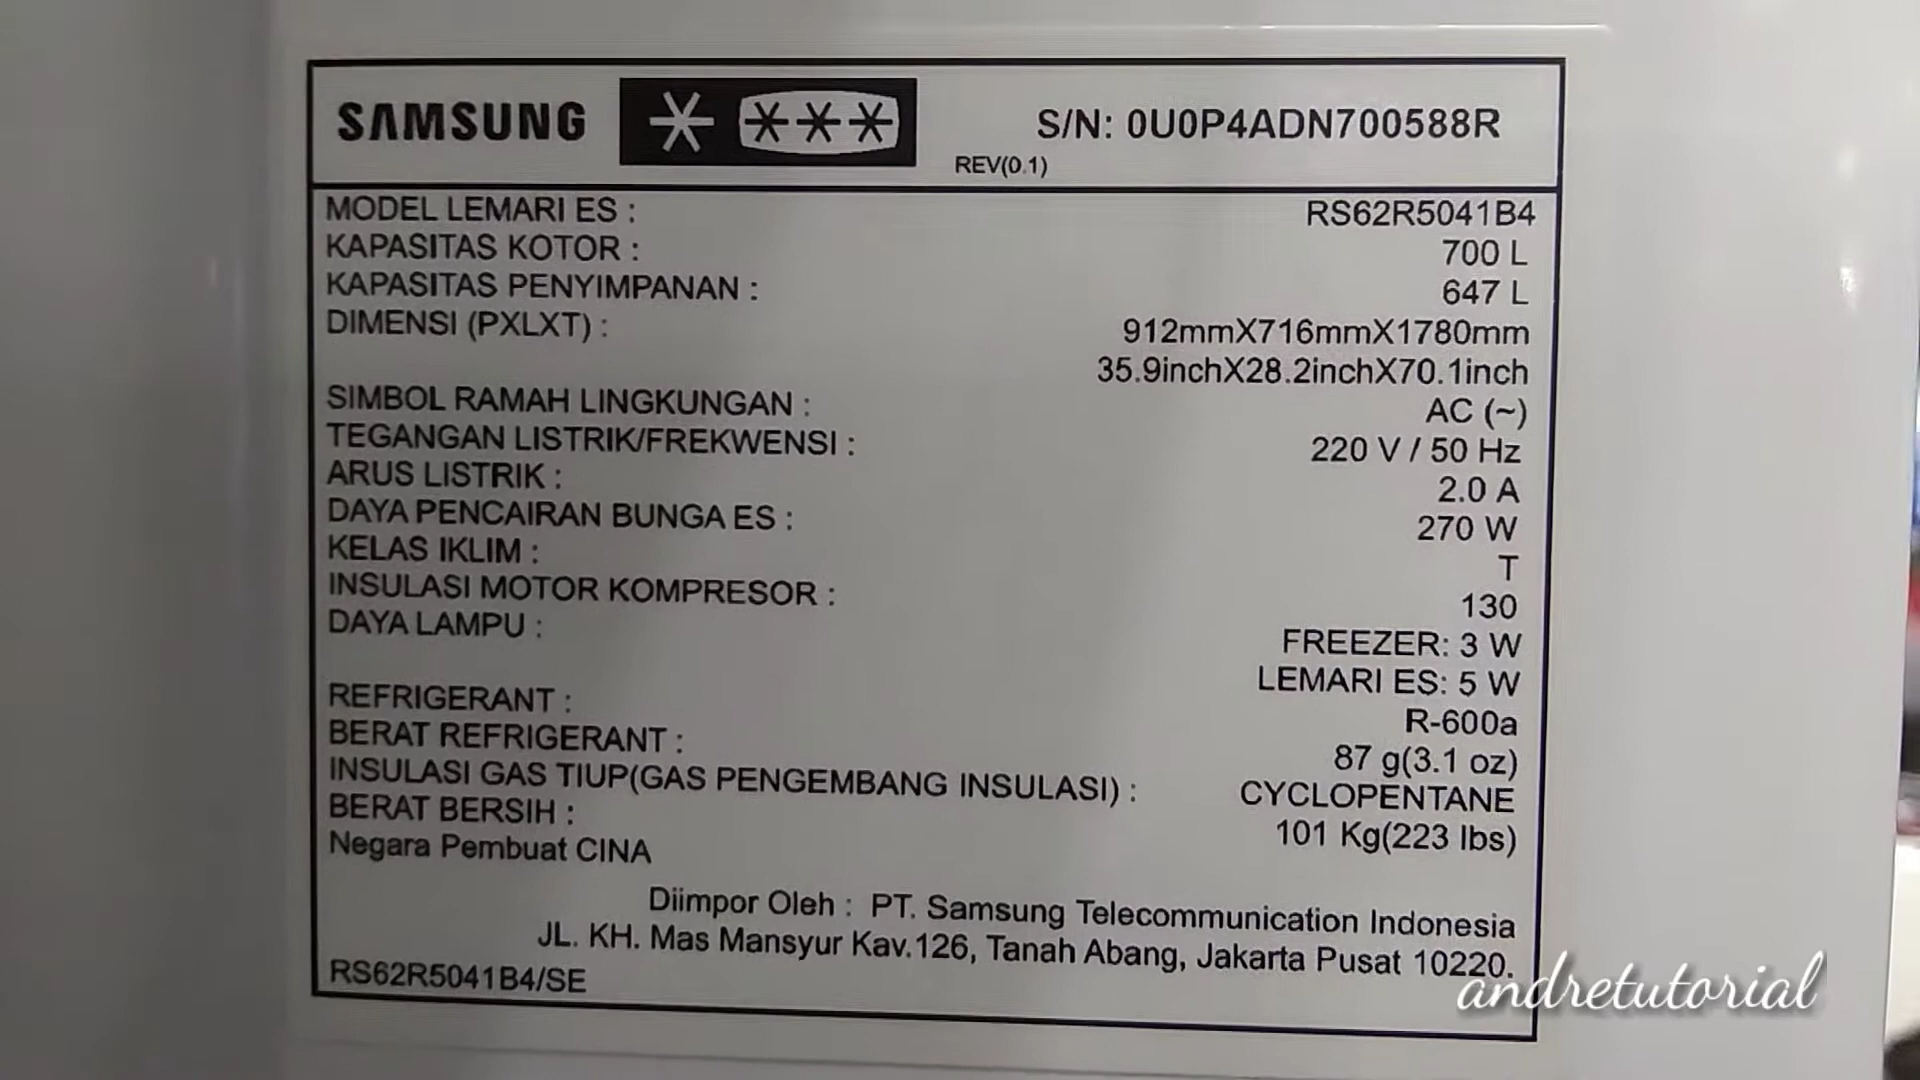 SAMSUNG
S/N: 0U0P4ADN700588R
REV(0.1)
MODEL LEMARI ES : RS62R5041B4
KAPASITAS KOTOR : 700 L
KAPASITAS PENYIMPANAN : 647 L
DIMENSI (PXLXT) : 912mmX716mmX1780mm
35.9inchX28.2inchX70.1inch
SIMBOL RAMAH LINGKUNGAN : AC (~)
TEGANGAN LISTRIK/FREKWENSI : 220 V / 50 Hz
ARUS LISTRIK : 2.0 A
DAYA PENCAIRAN BUNGA ES : 270 W
KELAS IKLIM : T
INSULASI MOTOR KOMPRESOR : 130
DAYA LAMPU : FREEZER: 3 W
LEMARI ES: 5 W
REFRIGERANT : R-600a
BERAT REFRIGERANT : 87 g(3.1 oz)
INSULASI GAS TIUP(GAS PENGEMBANG INSULASI) : CYCLOPENTANE
BERAT BERSIH : 101 Kg(223 lbs)
Negara Pembuat CINA
Diimpor Oleh : PT. Samsung Telecommunication Indonesia
JL. KH. Mas Mansyur Kav.126, Tanah Abang, Jakarta Pusat 10220.
RS62R5041B4/SE
andretutorial